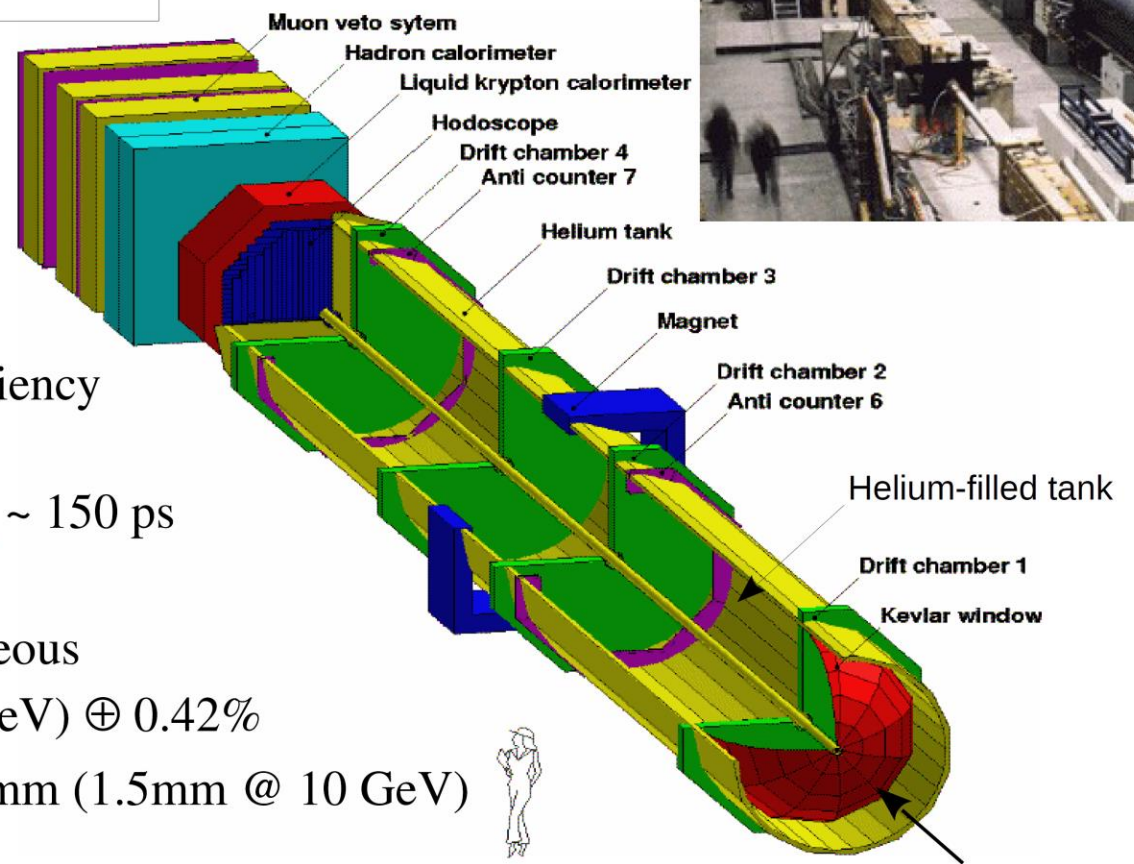 Muon veto sytem
Hadron calorimeter
Liquid krypton calorimeter
Hodoscope
Drift chamber 4
Anti counter 7
Helium tank
Drift chamber 3
Magnet
Drift chamber 2
Anti counter 6
Helium-filled tank
Drift chamber 1
Kevlar window
iency
~ 150 ps
eous
eV) ⊕ 0.42%
mm (1.5mm @ 10 GeV)